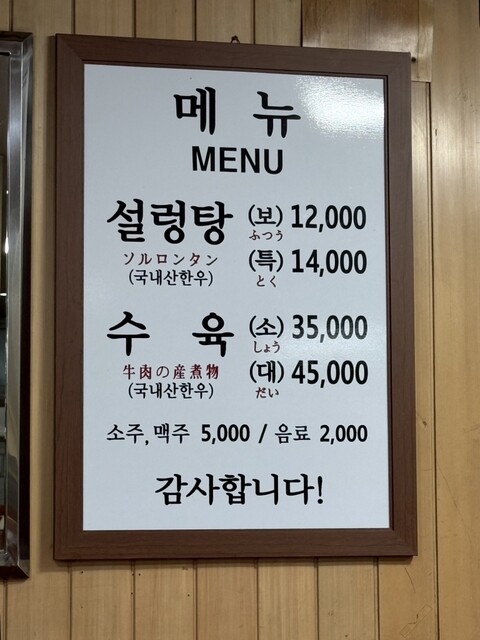 메 뉴
MENU
설렁탕 (보) 12,000
ふつう
ソルロンタン (특) 14,000
(국내산한우) とく
수 육 (소) 35,000
しょう
牛肉の産煮物 (대) 45,000
(국내산한우) だい
소주,맥주 5,000 / 음료 2,000
감사합니다!